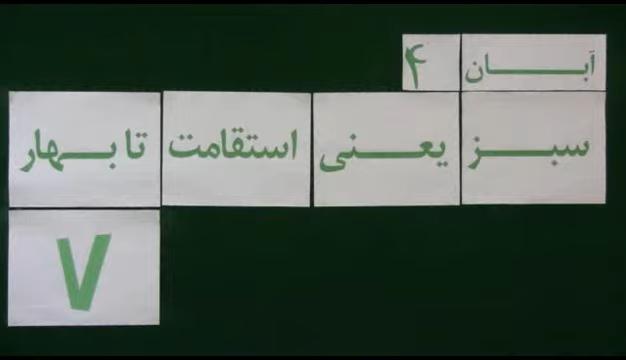 آبان ۴
سبز یعنی استقامت تا بهار
۷